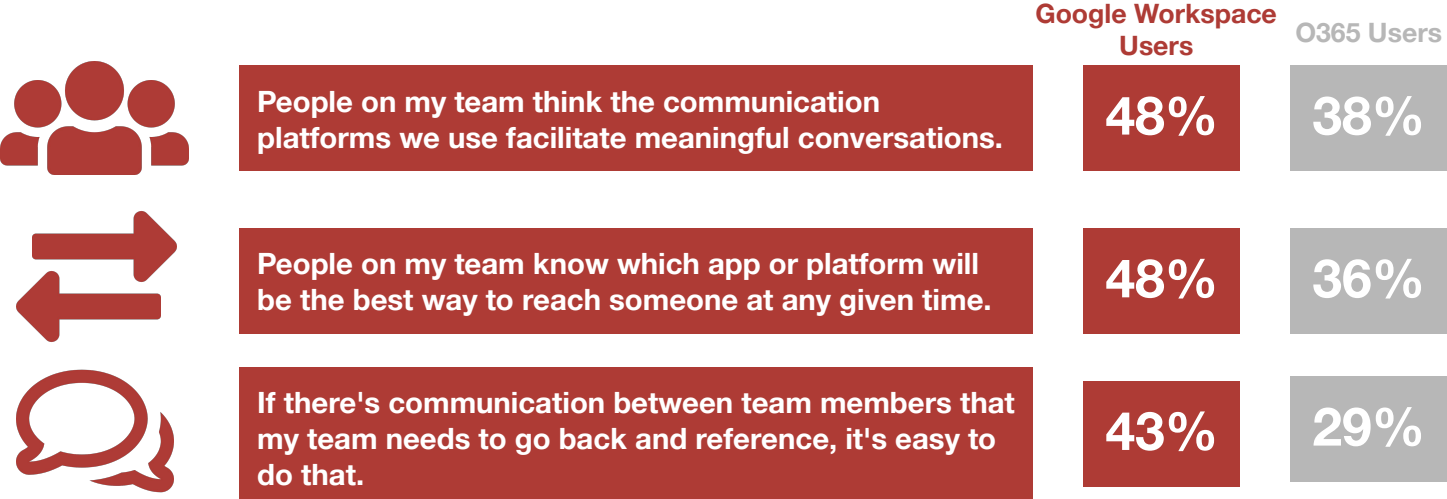 Google Workspace
Users
O365 Users
People on my team think the communication
platforms we use facilitate meaningful conversations.
48%
38%
People on my team know which app or platform will
be the best way to reach someone at any given time.
48%
36%
If there's communication between team members that
my team needs to go back and reference, it's easy to
do that.
43%
29%